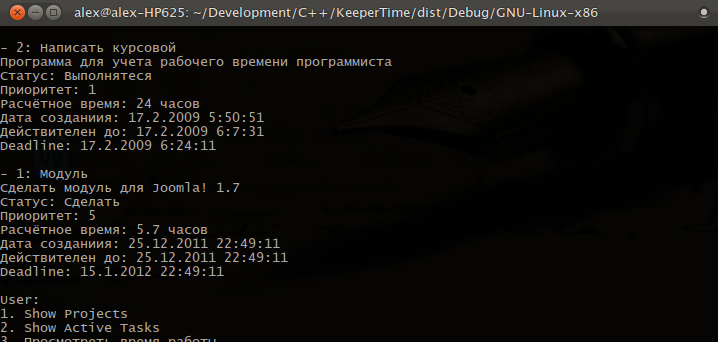 alex@alex-HP625: ~/Development/C++/KeeperTime/dist/Debug/GNU-Linux-x86
- 2: Написать курсовой
Программа для учета рабочего времени программиста
Статус: Выполнятеся
Приоритет: 1
Расчётное время: 24 часов
Дата созданиия: 17.2.2009 5:50:51
Действителен до: 17.2.2009 6:7:31
Deadline: 17.2.2009 6:24:11
- 1: Модуль
Сделать модуль для Joomla! 1.7
Статус: Сделать
Приоритет: 5
Расчётное время: 5.7 часов
Дата созданиия: 25.12.2011 22:49:11
Действителен до: 25.12.2011 22:49:11
Deadline: 15.1.2012 22:49:11
User:
1. Show Projects
2. Show Active Tasks
3. Просмотреть время работы